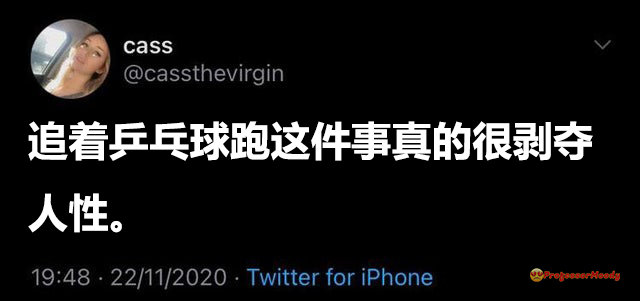 cass
@cassthevirgin
追着乒乓球跑这件事真的很剥夺
人性。
19:48 · 22/11/2020 · Twitter for iPhone
ProfessorMoody